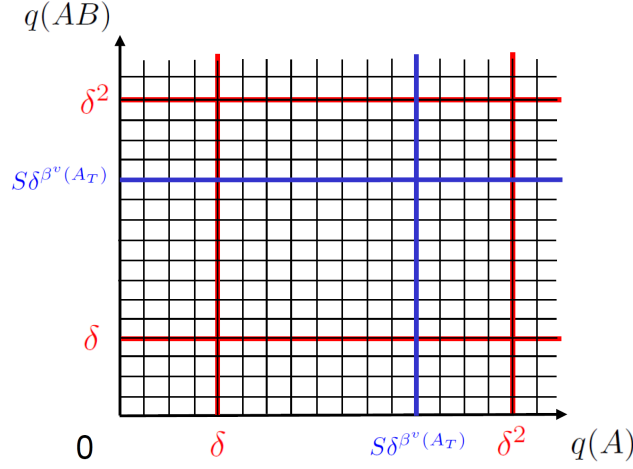 q(AB)
δ²
Sδ^{β^v(A_T)}
δ
0 δ Sδ^{β^v(A_T)} δ² q(A)